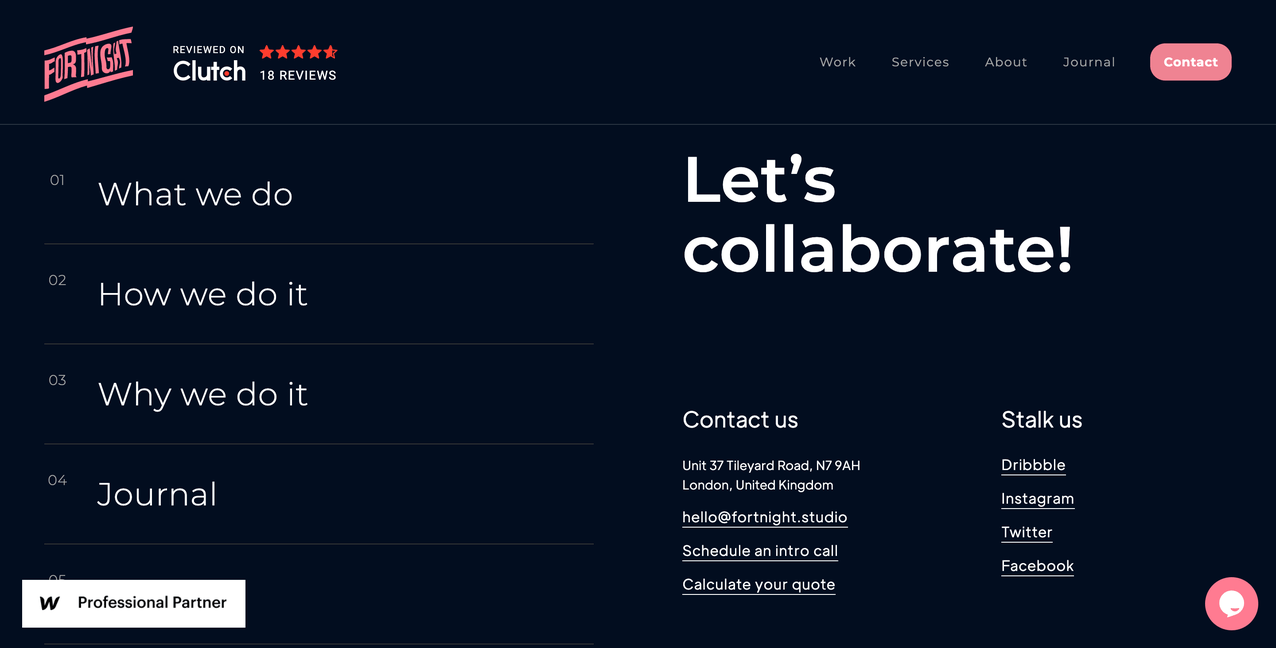 FORTNIGHT
REVIEWED ON
Clutch
18 REVIEWS
Work
Services
About
Journal
Contact
01
What we do
02
How we do it
03
Why we do it
04
Journal
05
Professional Partner
Let’s
collaborate!
Contact us
Unit 37 Tileyard Road, N7 9AH
London, United Kingdom
hello@fortnight.studio
Schedule an intro call
Calculate your quote
Stalk us
Dribbble
Instagram
Twitter
Facebook